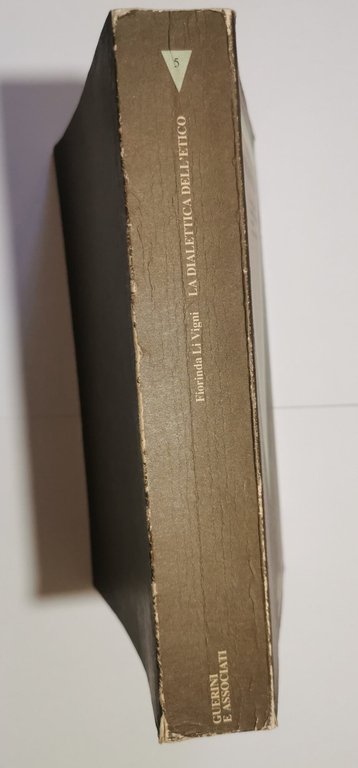 5
Fiorinda Li Vigni LA DIALETTICA DELL'ETICO
GUERINI
E ASSOCIATI